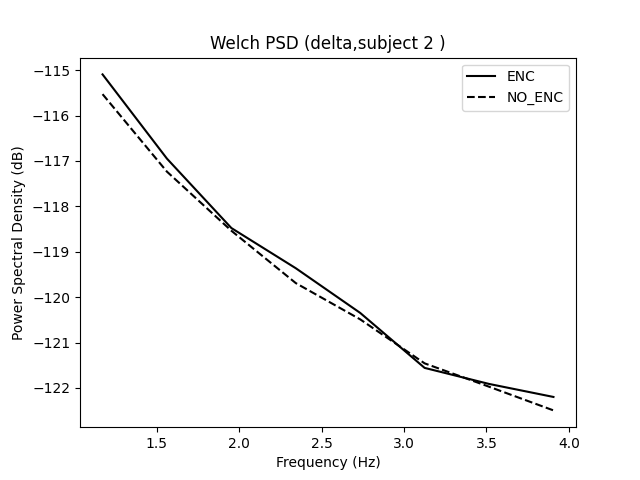 Welch PSD (delta,subject 2 )
ENC
NO_ENC
Power Spectral Density (dB)
−115
−116
−117
−118
−119
−120
−121
−122
1.5 2.0 2.5 3.0 3.5 4.0
Frequency (Hz)